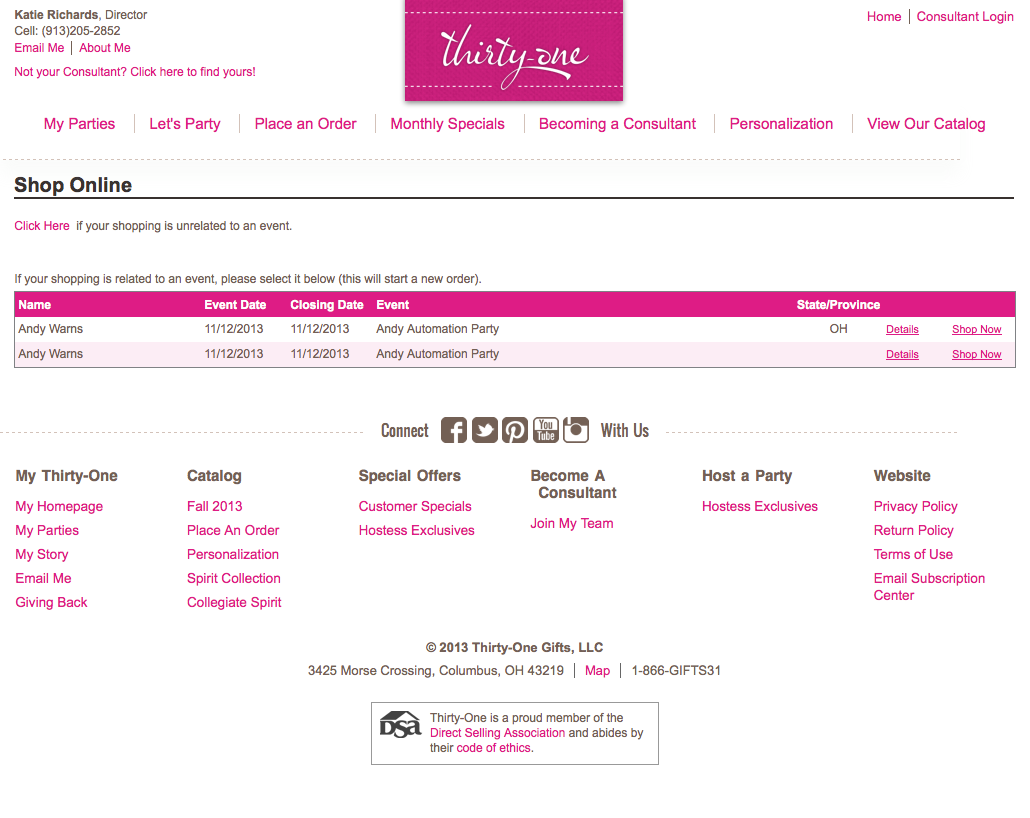 Katie Richards, Director
Cell: (913)205-2852
Email Me | About Me
Not your Consultant? Click here to find yours!
thirty-one
Home | Consultant Login
My Parties | Let's Party | Place an Order | Monthly Specials | Becoming a Consultant | Personalization | View Our Catalog
Shop Online
Click Here if your shopping is unrelated to an event.
If your shopping is related to an event, please select it below (this will start a new order).
Name Event Date Closing Date Event State/Province
Andy Warns 11/12/2013 11/12/2013 Andy Automation Party OH Details Shop Now
Andy Warns 11/12/2013 11/12/2013 Andy Automation Party Details Shop Now
Connect You Tube With Us
My Thirty-One
My Homepage
My Parties
My Story
Email Me
Giving Back
Catalog
Fall 2013
Place An Order
Personalization
Spirit Collection
Collegiate Spirit
Special Offers
Customer Specials
Hostess Exclusives
Become A
Consultant
Join My Team
Host a Party
Hostess Exclusives
Website
Privacy Policy
Return Policy
Terms of Use
Email Subscription
Center
© 2013 Thirty-One Gifts, LLC
3425 Morse Crossing, Columbus, OH 43219 | Map | 1-866-GIFTS31
DSA
Thirty-One is a proud member of the
Direct Selling Association and abides by
their code of ethics.